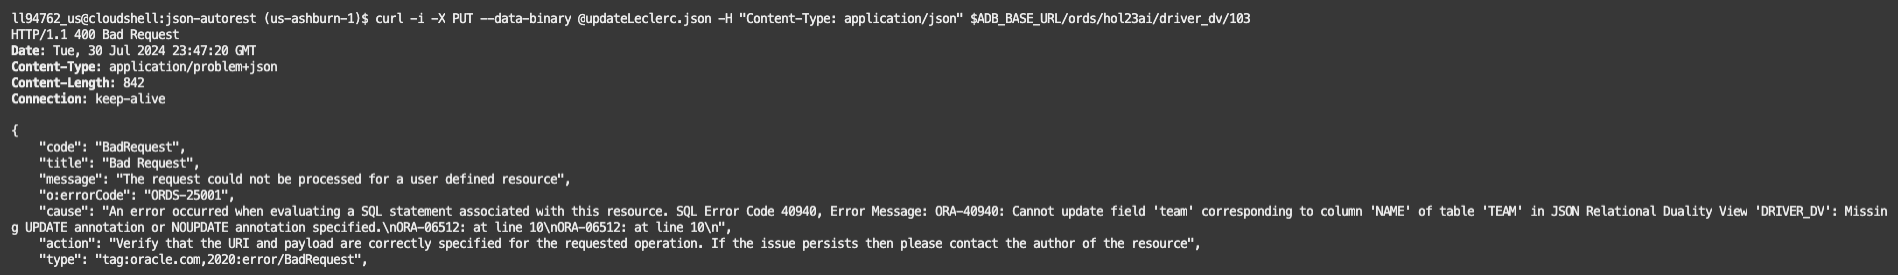 ll94762_us@cloudshell:json-autorest (us-ashburn-1)$ curl -i -X PUT --data-binary @updateLeclerc.json -H "Content-Type: application/json" $ADB_BASE_URL/ords/hol23ai/driver_dv/103
HTTP/1.1 400 Bad Request
Date: Tue, 30 Jul 2024 23:47:20 GMT
Content-Type: application/problem+json
Content-Length: 842
Connection: keep-alive

{
    "code": "BadRequest",
    "title": "Bad Request",
    "message": "The request could not be processed for a user defined resource",
    "o:errorCode": "ORDS-25001",
    "cause": "An error occurred when evaluating a SQL statement associated with this resource. SQL Error Code 40940, Error Message: ORA-40940: Cannot update field 'team' corresponding to column 'NAME' of table 'TEAM' in JSON Relational Duality View 'DRIVER_DV': Missin
g UPDATE annotation or NOUPDATE annotation specified.\nORA-06512: at line 10\nORA-06512: at line 10\n",
    "action": "Verify that the URI and payload are correctly specified for the requested operation. If the issue persists then please contact the author of the resource",
    "type": "tag:oracle.com,2020:error/BadRequest",